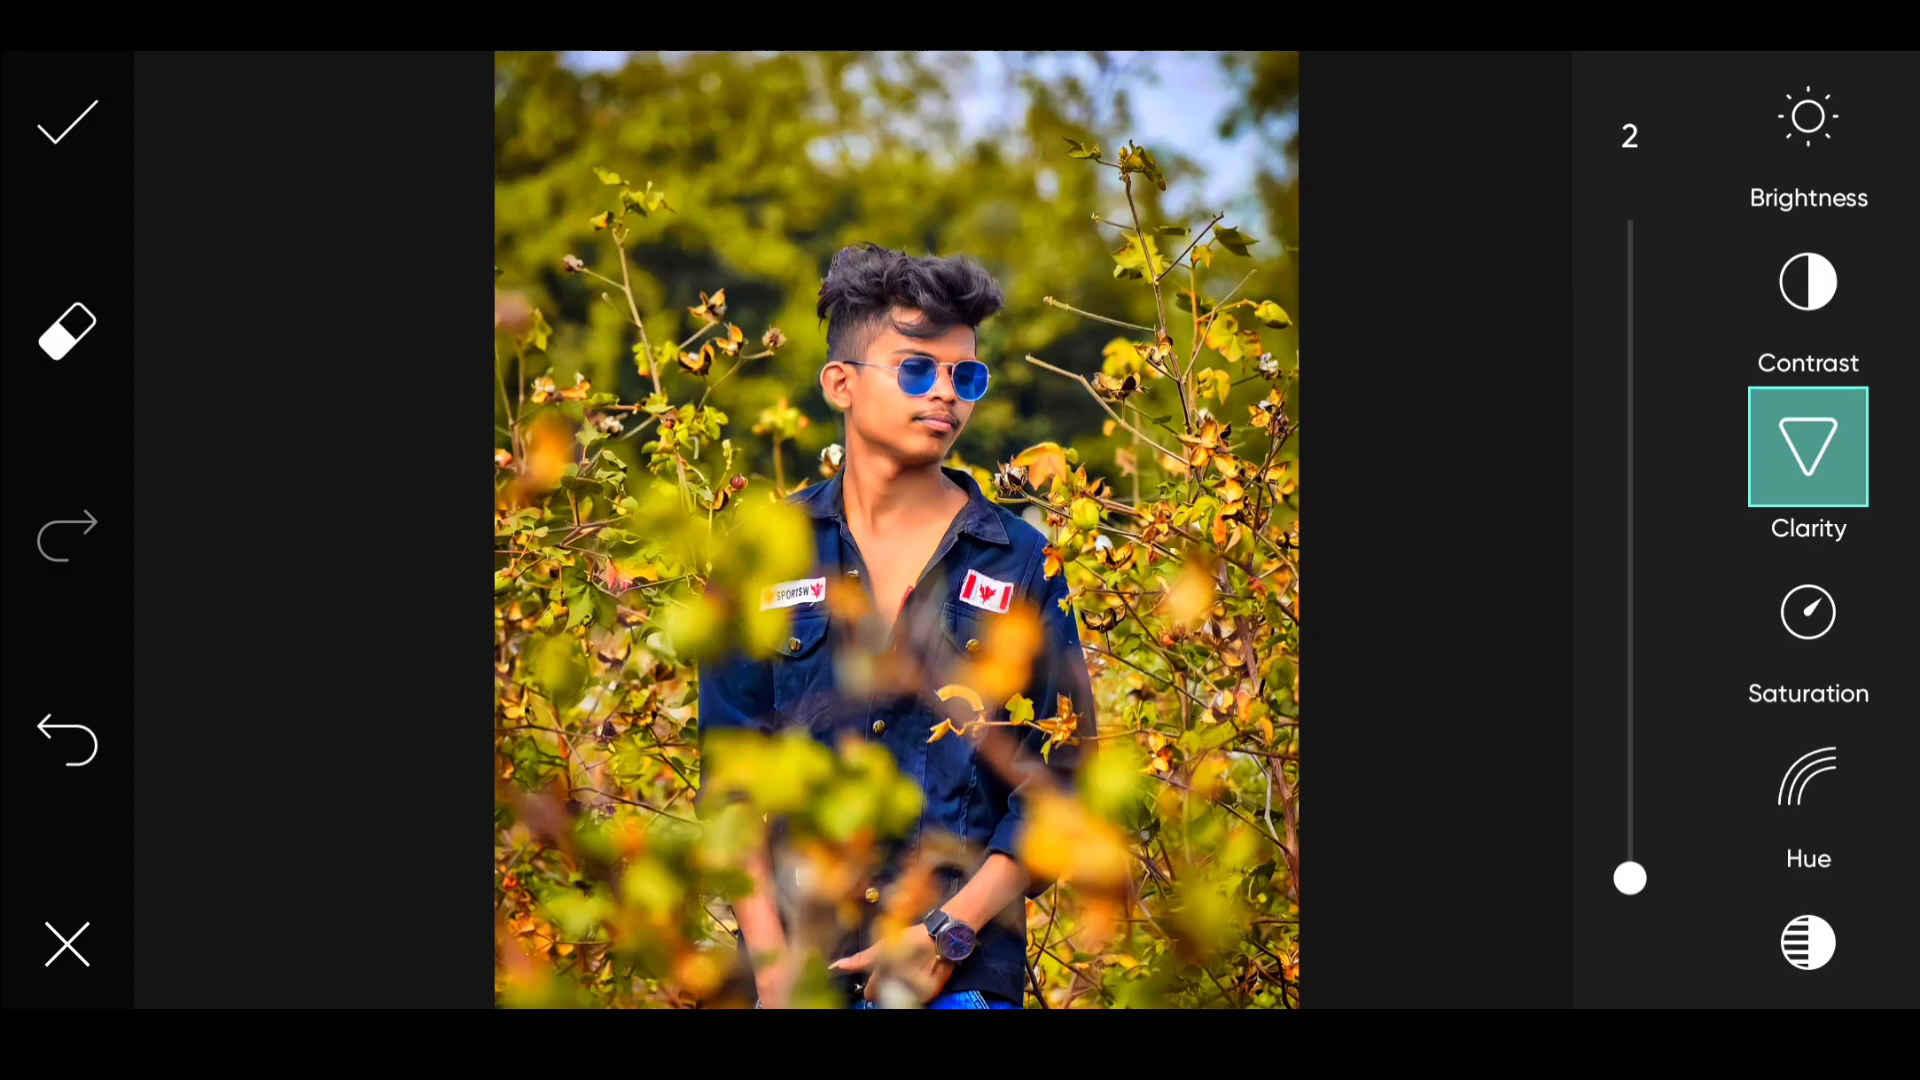 2
Brightness
Contrast
Clarity
Saturation
Hue
SPORTSW